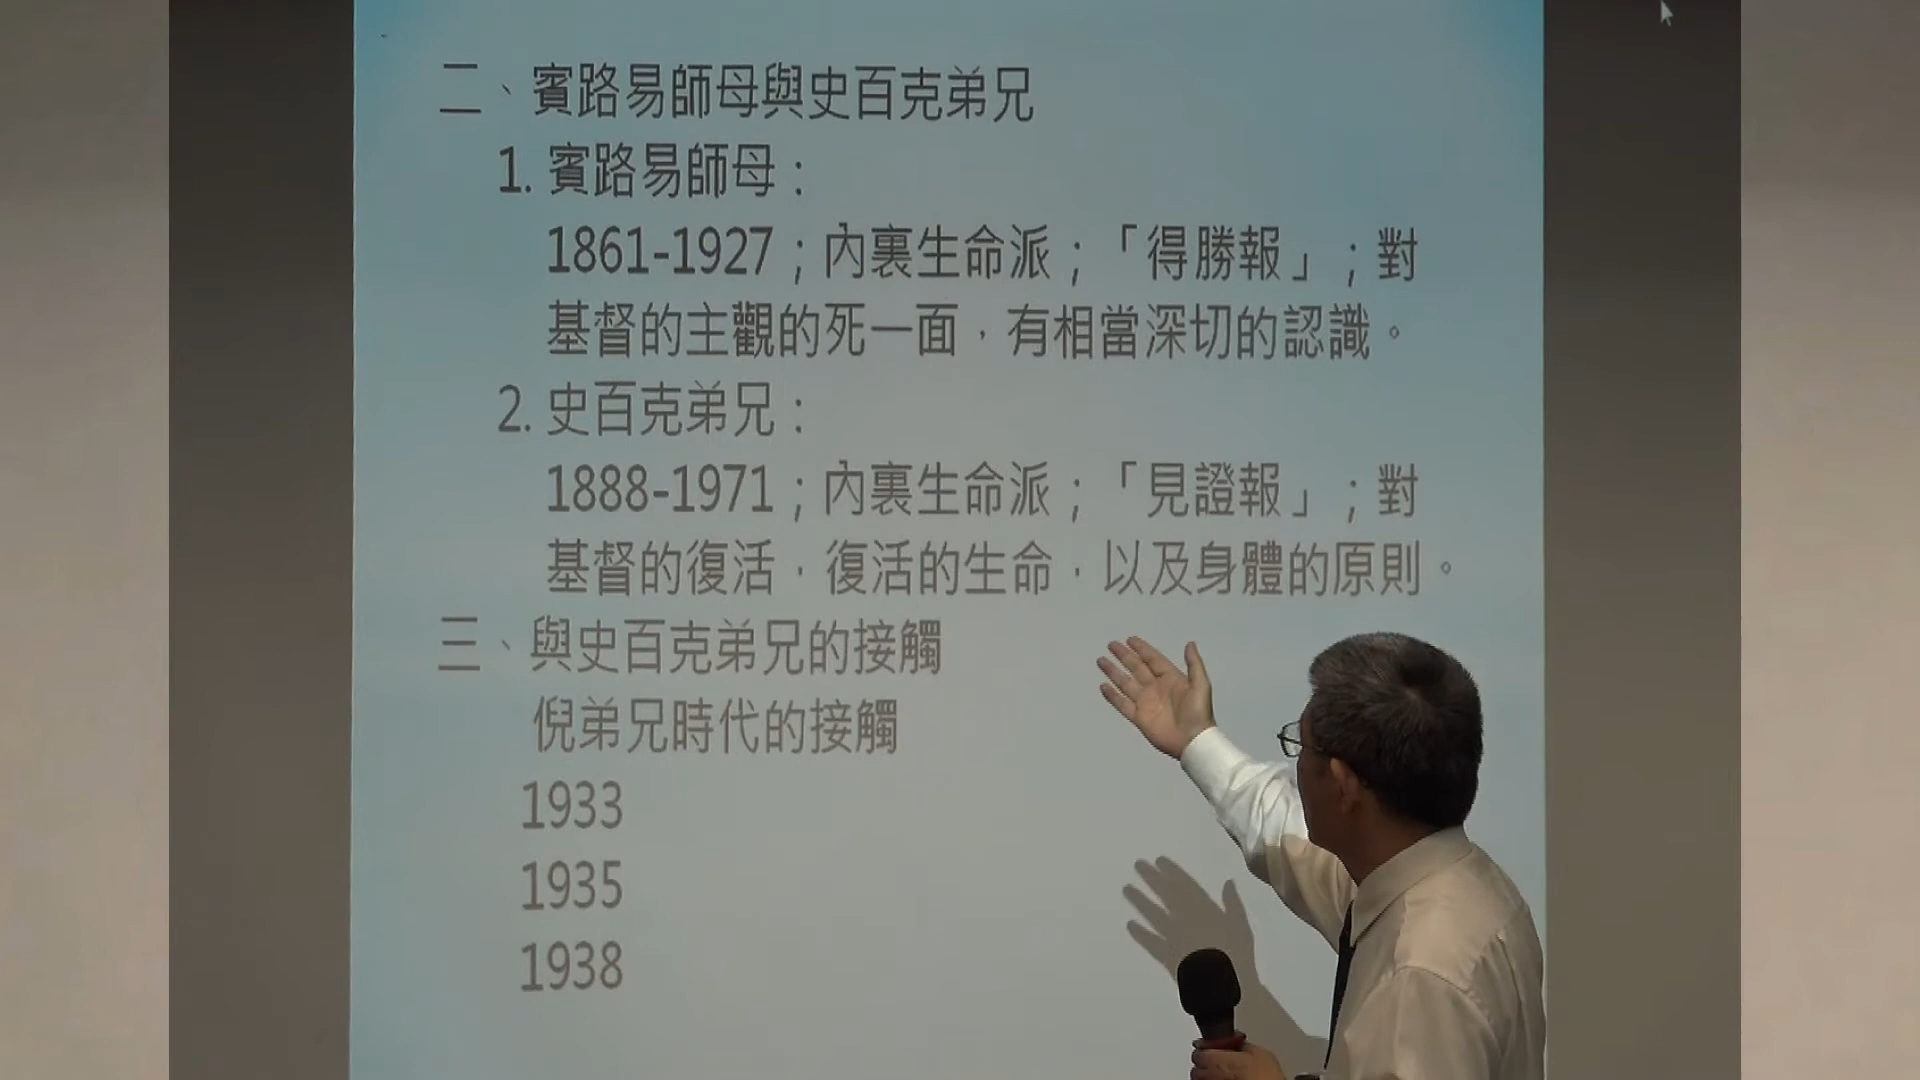 二、賓路易師母與史百克弟兄
1. 賓路易師母：
1861-1927；內裏生命派；「得勝報」；對
基督的主觀的死一面，有相當深切的認識。
2. 史百克弟兄：
1888-1971；內裏生命派；「見證報」；對
基督的復活，復活的生命，以及身體的原則。
三、與史百克弟兄的接觸
倪弟兄時代的接觸
1933
1935
1938